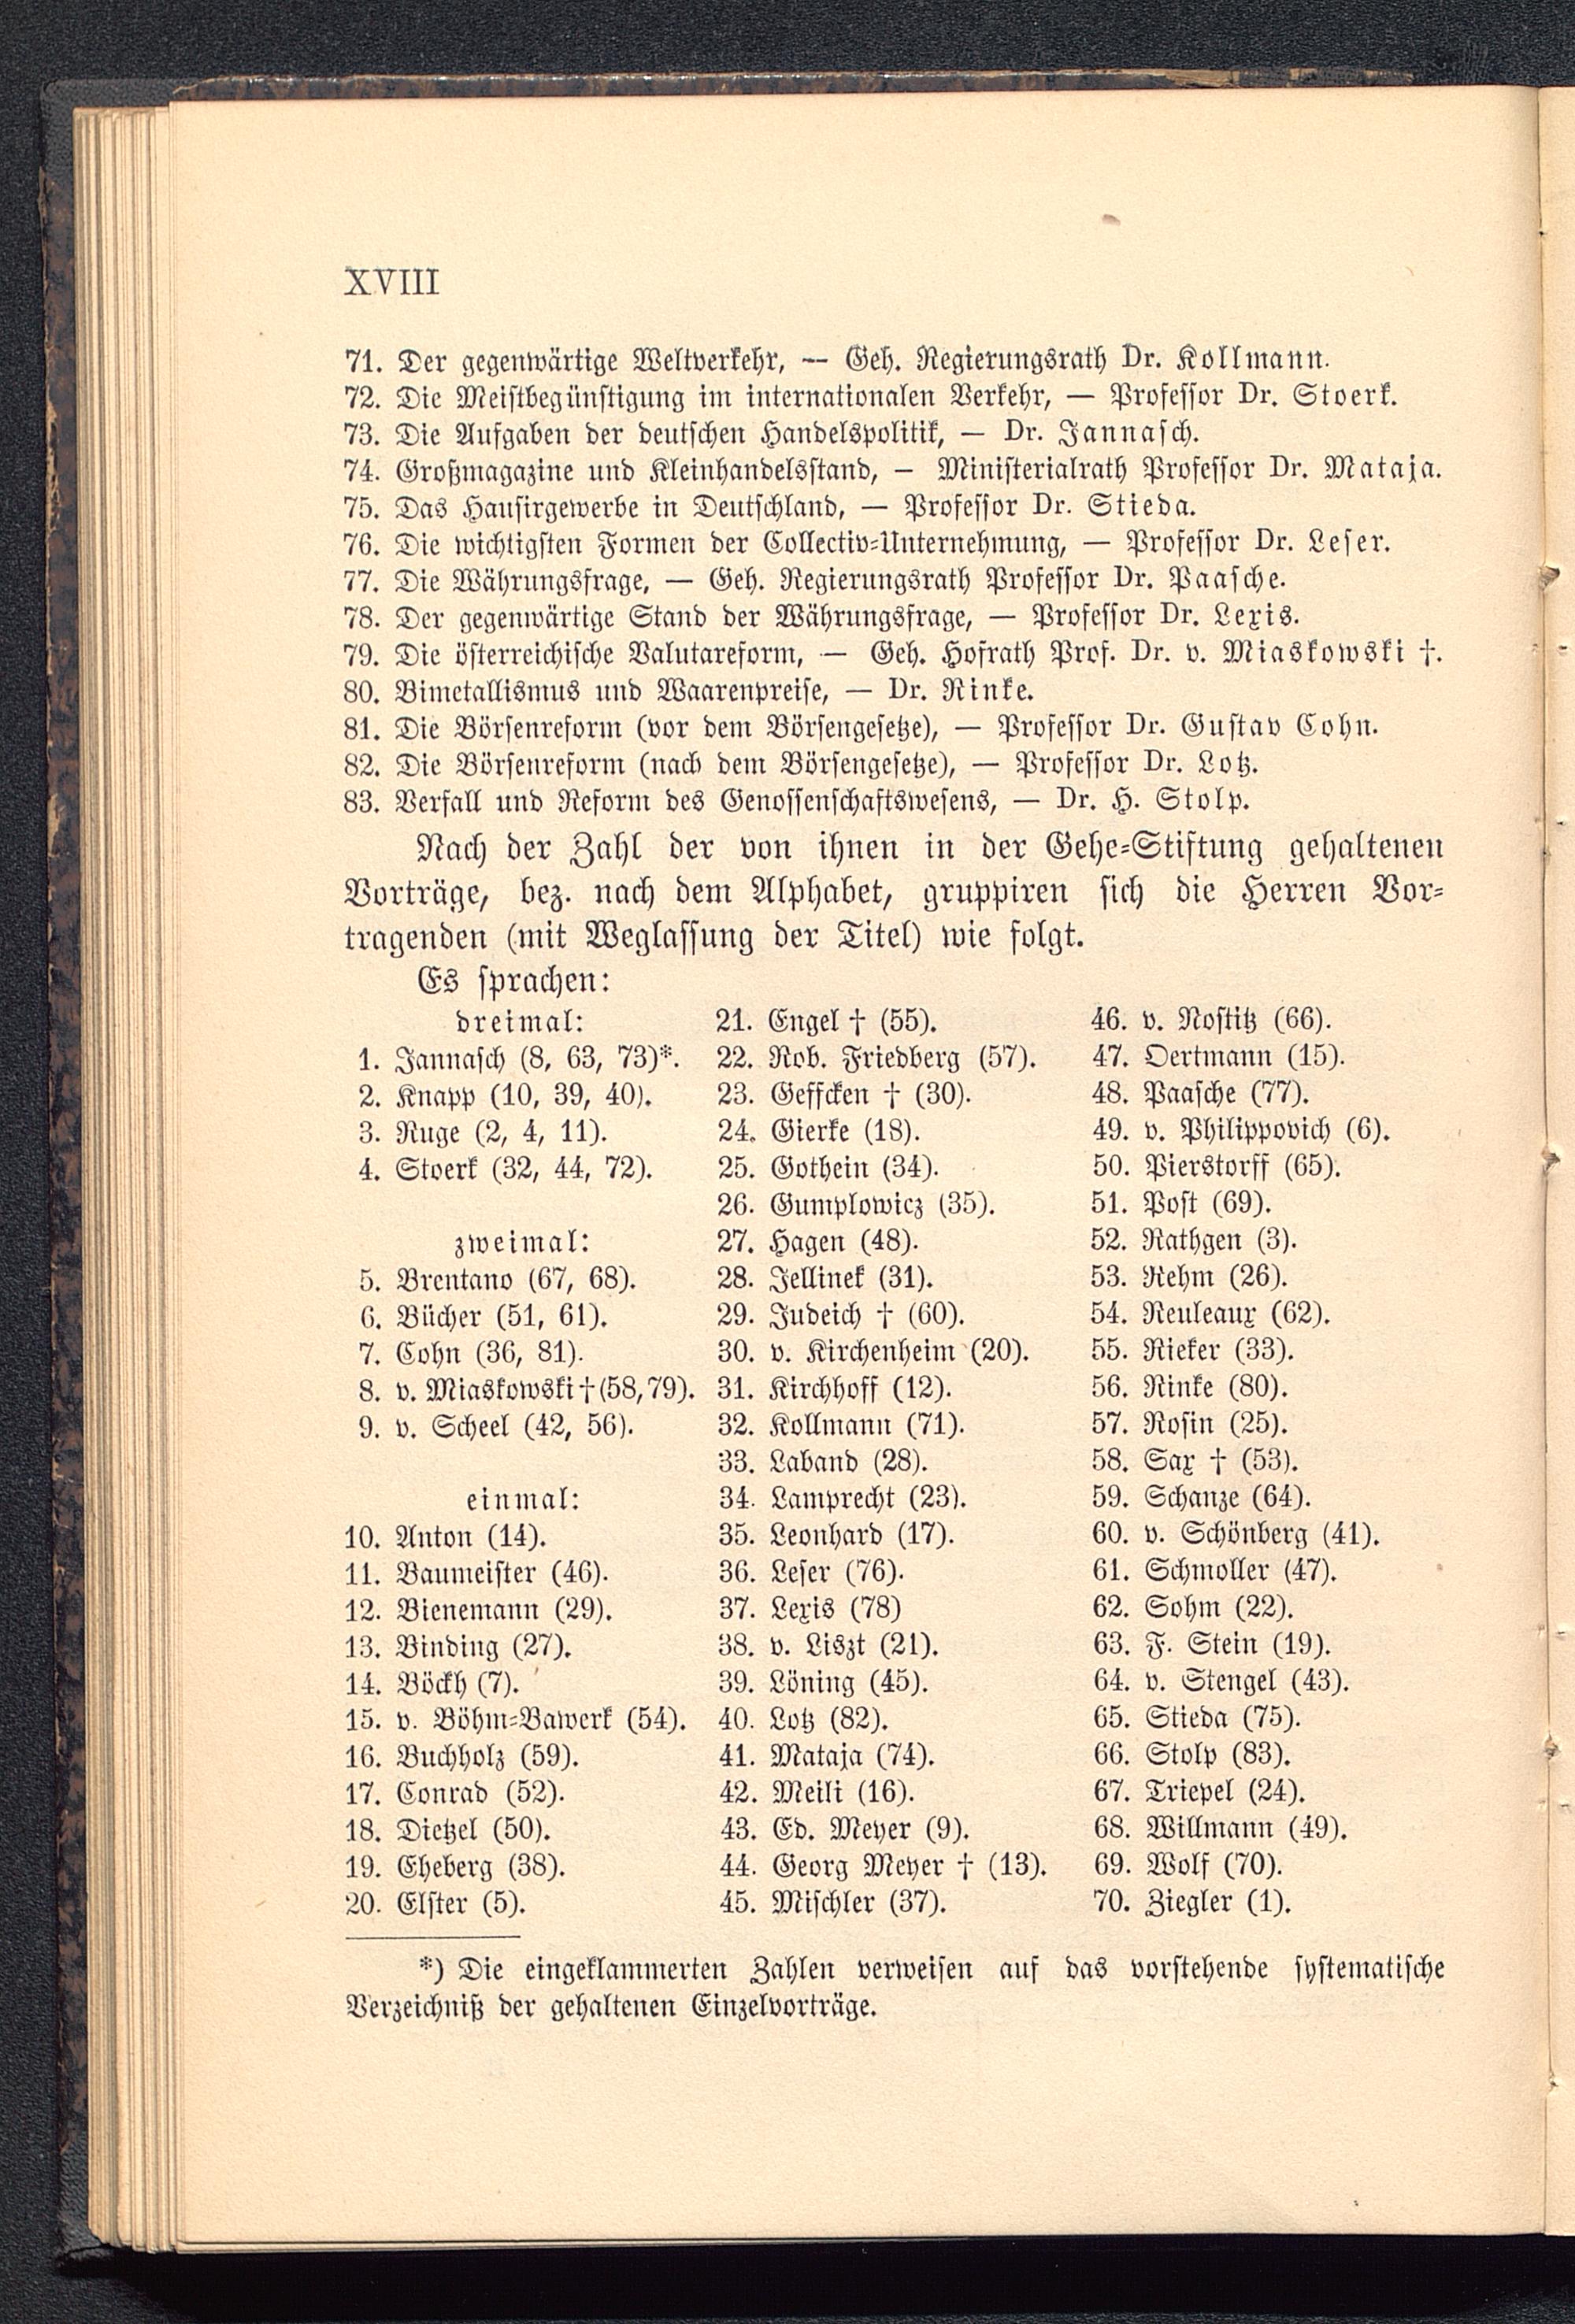 XVIII
71. Der gegenwärtige Weltverkehr, — Geh. Regierungsrath Dr. Kollmann.
72. Die Meistbegünstigung im internationalen Verkehr, — Professor Dr. Stoerk.
73. Die Aufgaben der deutschen Handelspolitik, — Dr. Jannasch.
74. Großmagazine und Kleinhandelsstand, — Ministerialrath Professor Dr. Mataja.
75. Das Hausirgewerbe in Deutschland, — Professor Dr. Stieda.
76. Die wichtigsten Formen der Collectiv-Unternehmung, — Professor Dr. Leser.
77. Die Währungsfrage, — Geh. Regierungsrath Professor Dr. Paasche.
78. Der gegenwärtige Stand der Währungsfrage, — Professor Dr. Lexis.
79. Die österreichische Valutareform, — Geh. Hofrath Prof. Dr. v. Miaskowski †.
80. Bimetallismus und Waarenpreise, — Dr. Rinke.
81. Die Börsenreform (vor dem Börsengesetze), — Professor Dr. Gustav Cohn.
82. Die Börsenreform (nach dem Börsengesetze), — Professor Dr. Lotz.
83. Verfall und Reform des Genossenschaftswesens, — Dr. H. Stolp.
Nach der Zahl der von ihnen in der Gehe-Stiftung gehaltenen
Vorträge, bez. nach dem Alphabet, gruppiren sich die Herren Vor-
tragenden (mit Weglassung der Titel) wie folgt.
Es sprachen:
dreimal:
1. Jannasch (8, 63, 73)*.
2. Knapp (10, 39, 40).
3. Ruge (2, 4, 11).
4. Stoerk (32, 44, 72).
zweimal:
5. Brentano (67, 68).
6. Bücher (51, 61).
7. Cohn (36, 81).
8. v. Miaskowski † (58, 79).
9. v. Scheel (42, 56).
einmal:
10. Anton (14).
11. Baumeister (46).
12. Bienemann (29).
13. Binding (27).
14. Böckh (7).
15. v. Böhm-Bawerk (54).
16. Buchholz (59).
17. Conrad (52).
18. Dietzel (50).
19. Eheberg (38).
20. Elster (5).
21. Engel † (55).
22. Rob. Friedberg (57).
23. Geffcken † (30).
24. Gierke (18).
25. Gothein (34).
26. Gumplowicz (35).
27. Hagen (48).
28. Jellinek (31).
29. Judeich † (60).
30. v. Kirchenheim (20).
31. Kirchhoff (12).
32. Kollmann (71).
33. Laband (28).
34. Lamprecht (23).
35. Leonhard (17).
36. Leser (76).
37. Lexis (78)
38. v. Liszt (21).
39. Löning (45).
40. Lotz (82).
41. Mataja (74).
42. Meili (16).
43. Ed. Meyer (9).
44. Georg Meyer † (13).
45. Mischler (37).
46. v. Nostitz (66).
47. Oertmann (15).
48. Paasche (77).
49. v. Philippovich (6).
50. Pierstorff (65).
51. Post (69).
52. Rathgen (3).
53. Rehm (26).
54. Reuleaux (62).
55. Rieker (33).
56. Rinke (80).
57. Rosin (25).
58. Sax † (53).
59. Schanze (64).
60. v. Schönberg (41).
61. Schmoller (47).
62. Sohm (22).
63. F. Stein (19).
64. v. Stengel (43).
65. Stieda (75).
66. Stolp (83).
67. Triepel (24).
68. Willmann (49).
69. Wolf (70).
70. Ziegler (1).
*) Die eingeklammerten Zahlen verweisen auf das vorstehende systematische
Verzeichniß der gehaltenen Einzelvorträge.